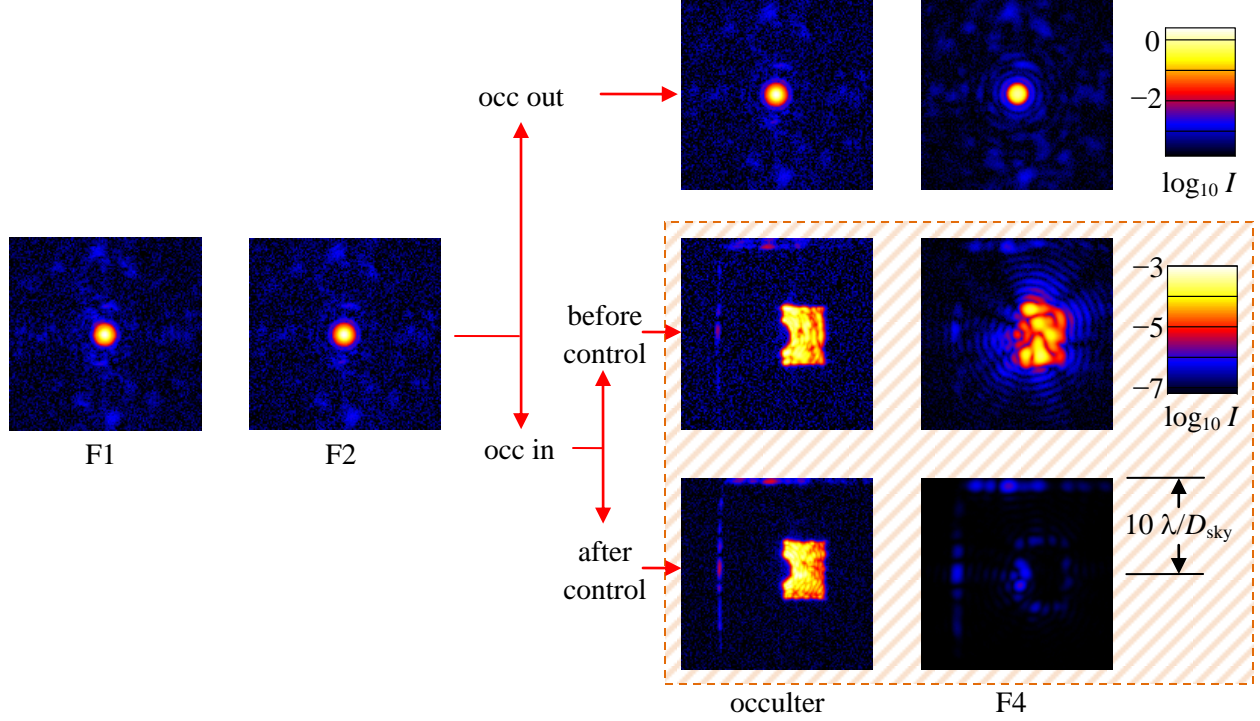 occ out
0
−2
log₁₀ I
F1
F2
before
control
occ in
−3
−5
−7
log₁₀ I
after
control
10 λ/Dsky
occulter
F4